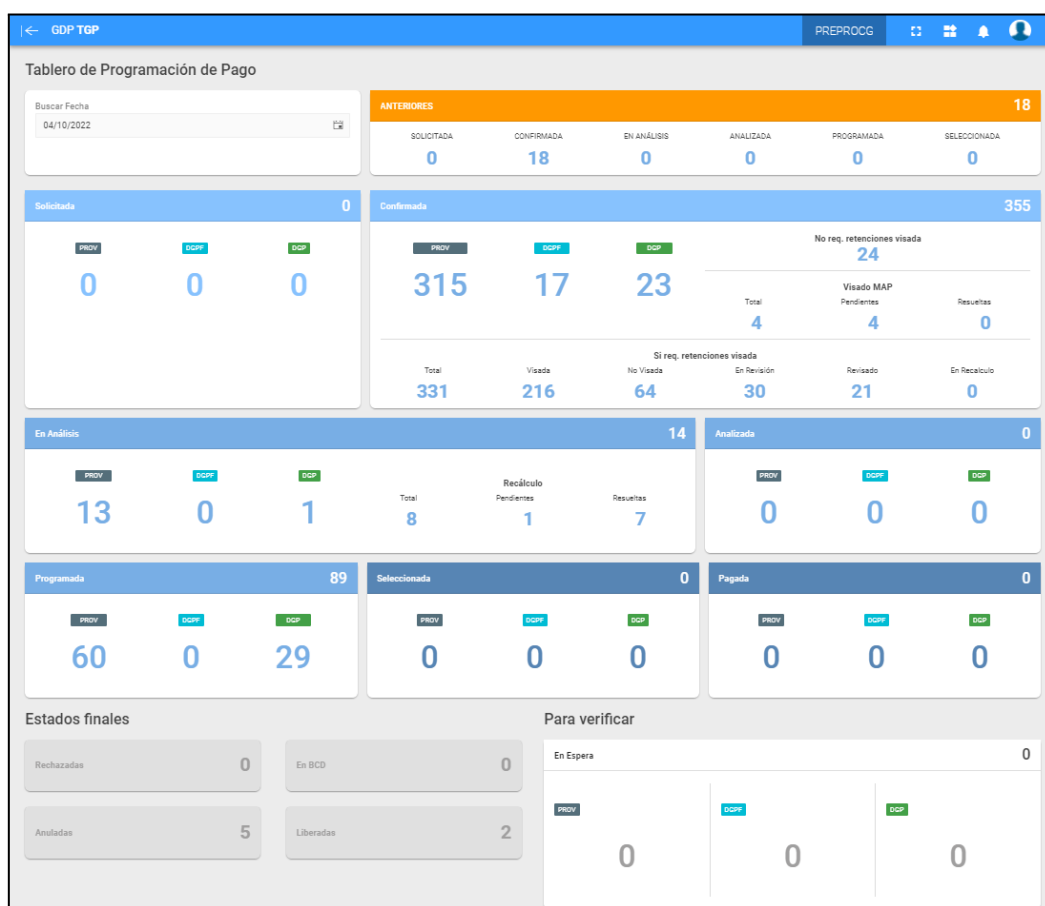 GDP TGP
PREPROCG
Tablero de Programación de Pago
Buscar Fecha
04/10/2022
ANTERIORES 18
SOLICITADA CONFIRMADA EN ANÁLISIS ANALIZADA PROGRAMADA SELECCIONADA
0 18 0 0 0 0
Solicitada 0
PROV DGPF DGP
0 0 0
Confirmada 355
PROV DGPF DGP
315 17 23
No req. retenciones visada
24
Visado MAP
Total Pendientes Resueltas
4 4 0
Si req. retenciones visada
Total Visada No Visada En Revisión Revisado En Recalculo
331 216 64 30 21 0
En Análisis 14
PROV DGPF DGP
13 0 1
Recálculo
Total Pendientes Resueltas
8 1 7
Analizada 0
PROV DGPF DGP
0 0 0
Programada 89
PROV DGPF DGP
60 0 29
Seleccionada 0
PROV DGPF DGP
0 0 0
Pagada 0
PROV DGPF DGP
0 0 0
Estados finales
Rechazadas 0
En BCD 0
Anuladas 5
Liberadas 2
Para verificar
En Espera 0
PROV DGPF DGP
0 0 0